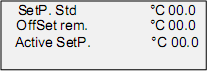 SetP. Std °C 00.0
OffSet rem. °C 00.0
Active SetP. °C 00.0